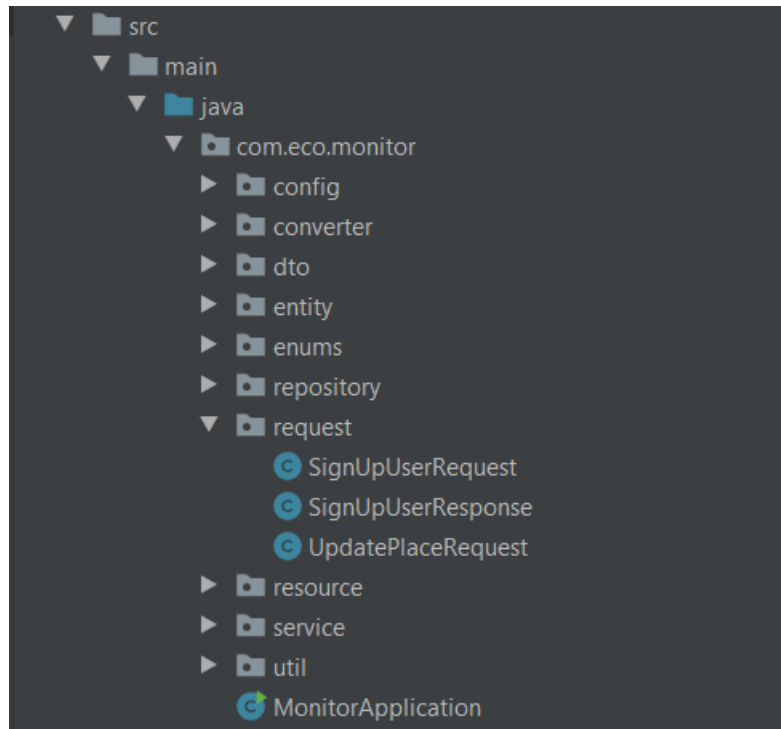 src
main
java
com.eco.monitor
config
converter
dto
entity
enums
repository
request
SignUpUserRequest
SignUpUserResponse
UpdatePlaceRequest
resource
service
util
MonitorApplication